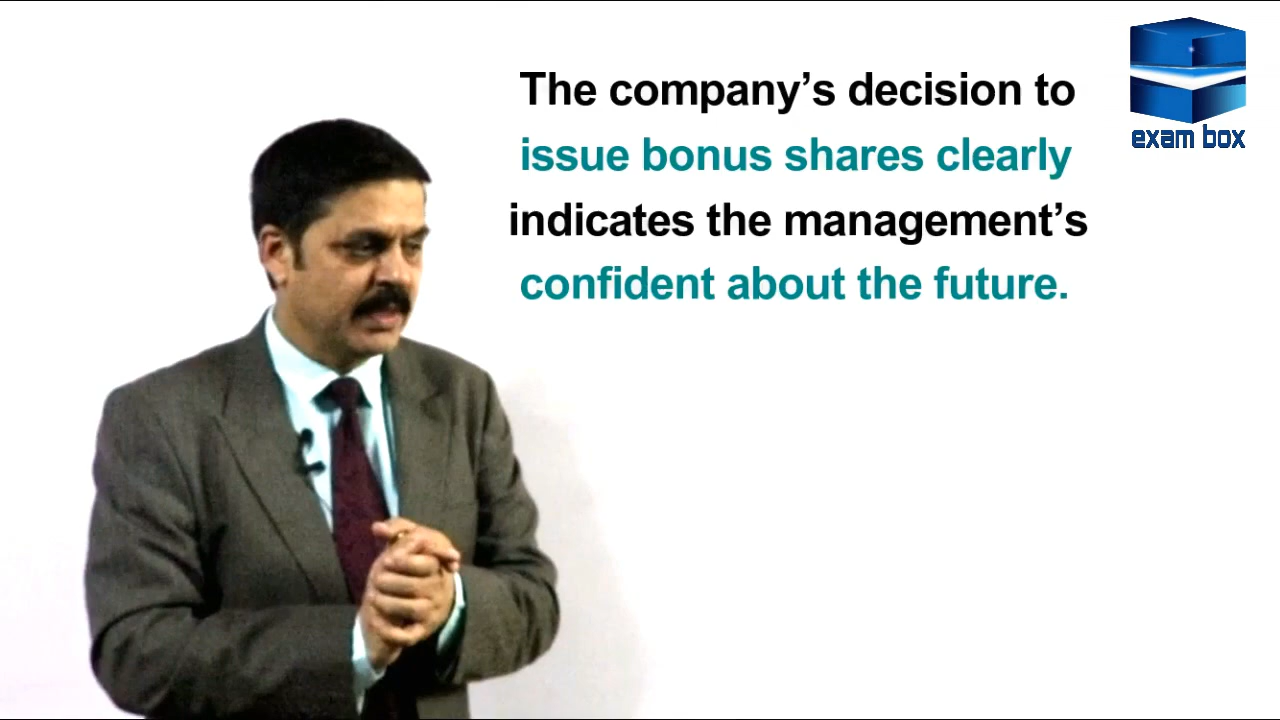 The company’s decision to
issue bonus shares clearly
indicates the management’s
confident about the future.
exam box